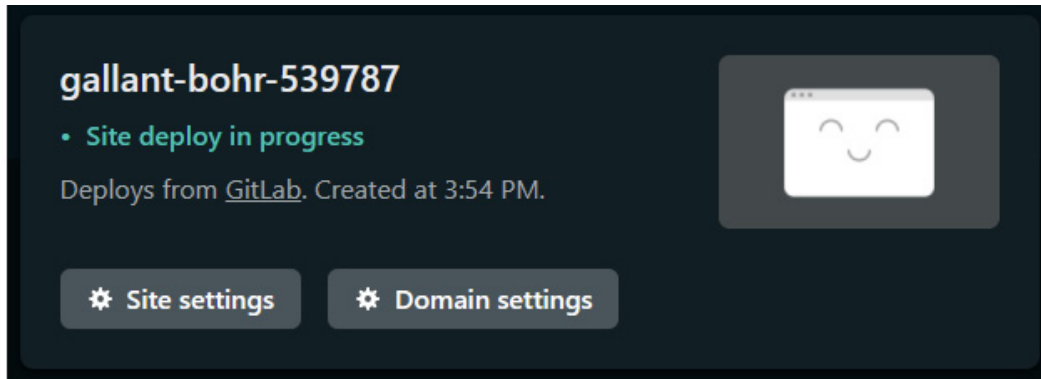 gallant-bohr-539787
• Site deploy in progress
Deploys from GitLab. Created at 3:54 PM.
Site settings
Domain settings